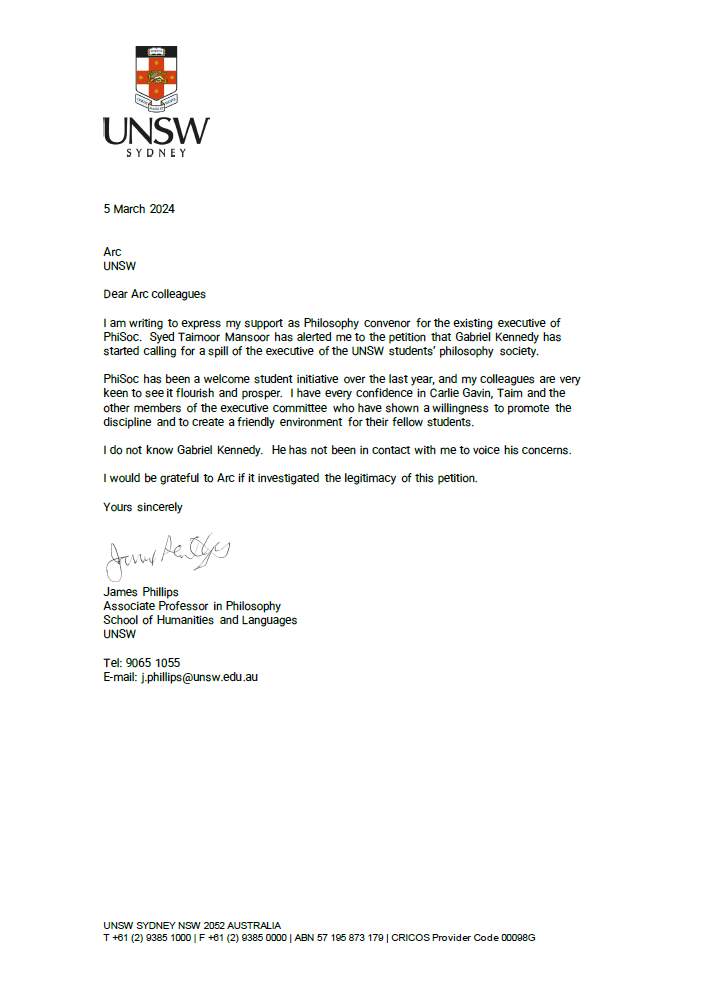 UNSW
SYDNEY
5 March 2024
Arc
UNSW
Dear Arc colleagues
I am writing to express my support as Philosophy convenor for the existing executive of
PhiSoc. Syed Taimoor Mansoor has alerted me to the petition that Gabriel Kennedy has
started calling for a spill of the executive of the UNSW students' philosophy society.
PhiSoc has been a welcome student initiative over the last year, and my colleagues are very
keen to see it flourish and prosper. I have every confidence in Carlie Gavin, Taim and the
other members of the executive committee who have shown a willingness to promote the
discipline and to create a friendly environment for their fellow students.
I do not know Gabriel Kennedy. He has not been in contact with me to voice his concerns.
I would be grateful to Arc if it investigated the legitimacy of this petition.
Yours sincerely
James Phillips
Associate Professor in Philosophy
School of Humanities and Languages
UNSW
Tel: 9065 1055
E-mail: j.phillips@unsw.edu.au
UNSW SYDNEY NSW 2052 AUSTRALIA
T +61 (2) 9385 1000 | F +61 (2) 9385 0000 | ABN 57 195 873 179 | CRICOS Provider Code 00098G